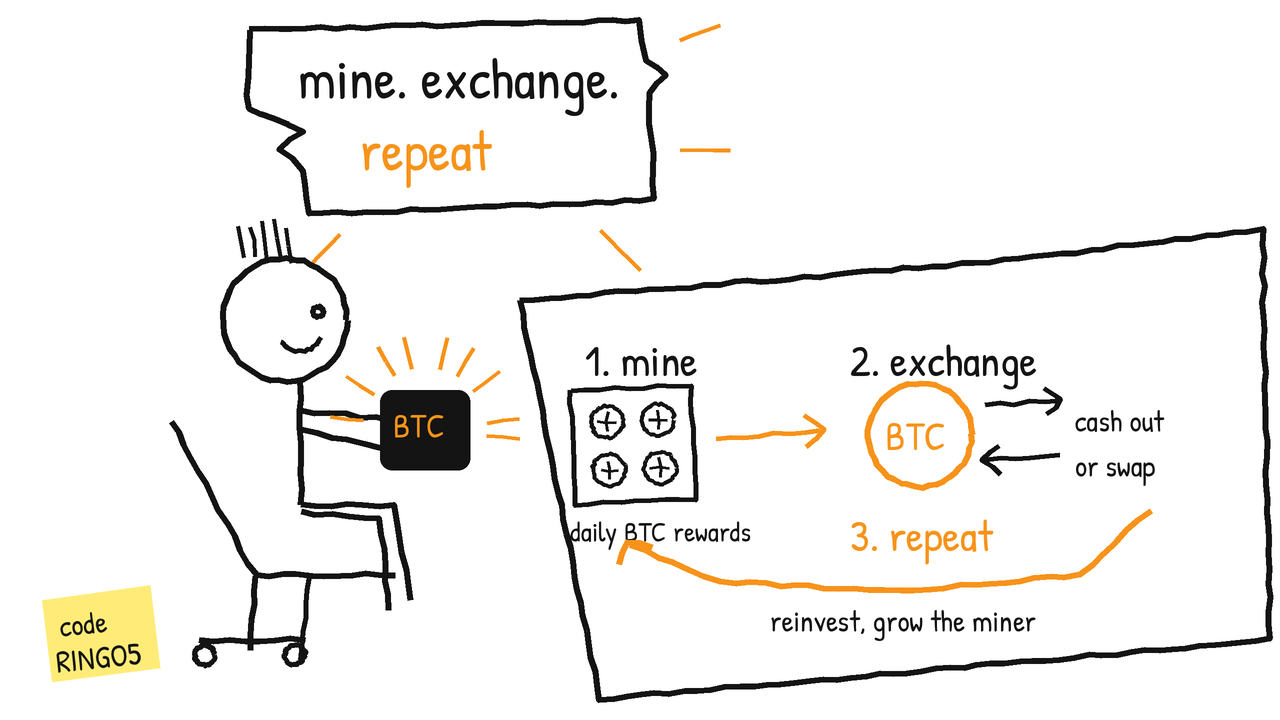 mine. exchange.
repeat
BTC
1. mine
daily BTC rewards
2. exchange
BTC
cash out
or swap
3. repeat
reinvest, grow the miner
code
RINGO5